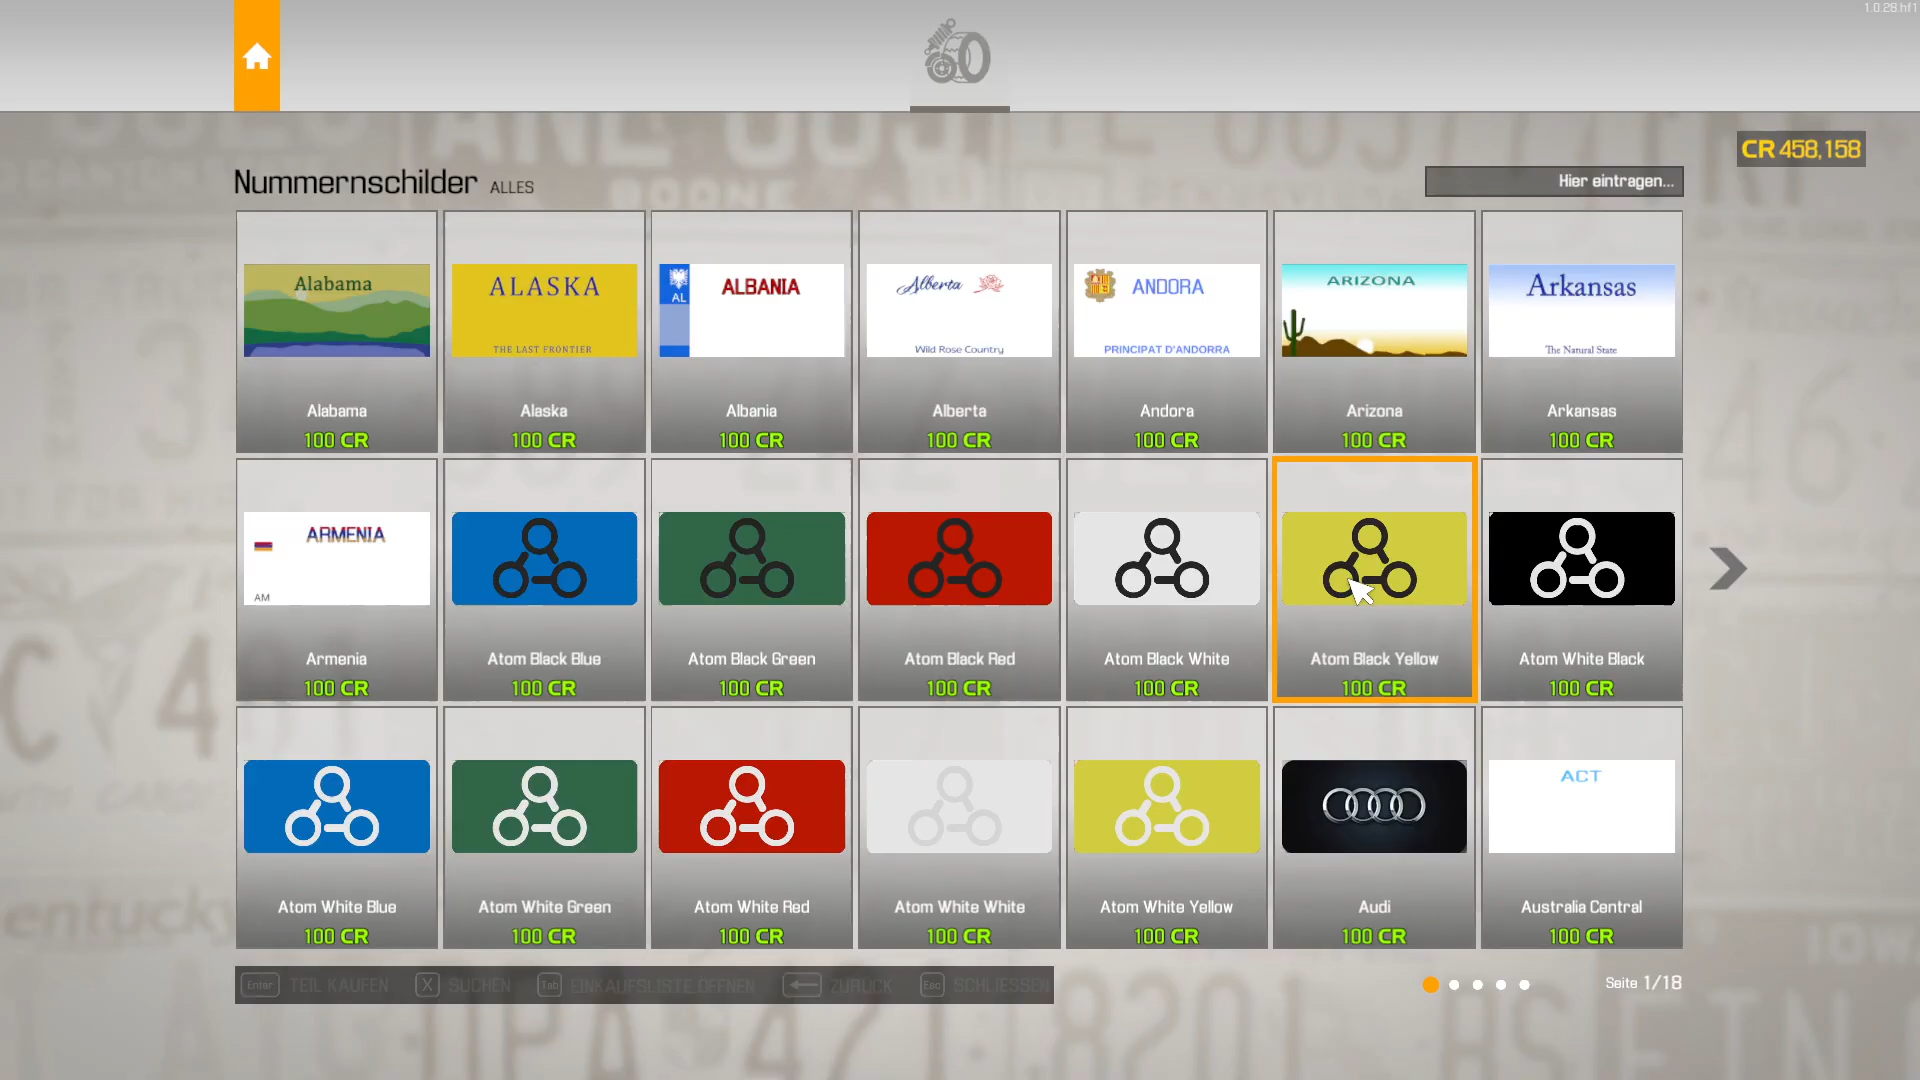 1.0.28.hf1
CR 458,158
Nummernschilder ALLES
Hier eintragen...
Alabama
ALASKA
THE LAST FRONTIER
AL
ALBANIA
Alberta
Wild Rose Country
ANDORA
PRINCIPAT D'ANDORRA
ARIZONA
Arkansas
The Natural State
Alabama
Alaska
Albania
Alberta
Andora
Arizona
Arkansas
100 CR
100 CR
100 CR
100 CR
100 CR
100 CR
100 CR
ARMENIA
AM
Armenia
Atom Black Blue
Atom Black Green
Atom Black Red
Atom Black White
Atom Black Yellow
Atom White Black
100 CR
100 CR
100 CR
100 CR
100 CR
100 CR
100 CR
ACT
Atom White Blue
Atom White Green
Atom White Red
Atom White White
Atom White Yellow
Audi
Australia Central
100 CR
100 CR
100 CR
100 CR
100 CR
100 CR
100 CR
Enter TEIL KAUFEN X SUCHEN Tab EINKAUFSLISTE ÖFFNEN ZURÜCK Esc SCHLIESSEN
Seite 1/18